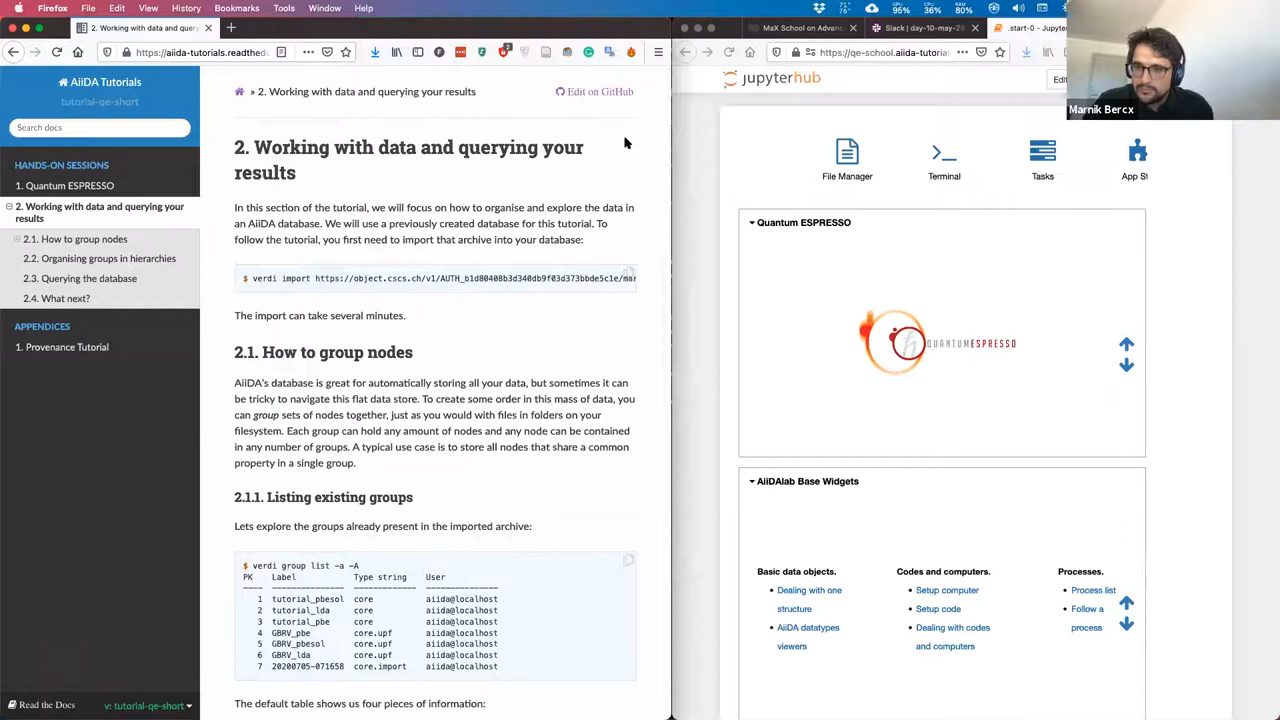 Firefox File Edit View History Bookmarks Tools Window Help
96% 36% 90%
2. Working with data and query
MaX School on Advan
Slack | day-10-may-28
.start-0 - Jupyter
https://aiida-tutorials.readthedo
https://qe-school.aiida-tutorial
AiiDA Tutorials
tutorial-qe-short
Search docs
HANDS-ON SESSIONS
1. Quantum ESPRESSO
2. Working with data and querying your
results
2.1. How to group nodes
2.2. Organising groups in hierarchies
2.3. Querying the database
2.4. What next?
APPENDICES
1. Provenance Tutorial
Read the Docs
v: tutorial-qe-short
» 2. Working with data and querying your results
Edit on GitHub
2. Working with data and querying your
results
In this section of the tutorial, we will focus on how to organise and explore the data in
an AiiDA database. We will use a previously created database for this tutorial. To
follow the tutorial, you first need to import that archive into your database:
$ verdi import https://object.cscs.ch/v1/AUTH_b1d80408b3d340db9f03d373bbde5c1e/mar
The import can take several minutes.
2.1. How to group nodes
AiiDA's database is great for automatically storing all your data, but sometimes it can
be tricky to navigate this flat data store. To create some order in this mass of data, you
can group sets of nodes together, just as you would with files in folders on your
filesystem. Each group can hold any amount of nodes and any node can be contained
in any number of groups. A typical use case is to store all nodes that share a common
property in a single group.
2.1.1. Listing existing groups
Lets explore the groups already present in the imported archive:
$ verdi group list -a -A
PK Label Type string User
1 tutorial_pbesol core aiida@localhost
2 tutorial_lda core aiida@localhost
3 tutorial_pbe core aiida@localhost
4 GBRV_pbe core.upf aiida@localhost
5 GBRV_pbesol core.upf aiida@localhost
6 GBRV_lda core.upf aiida@localhost
7 20200705-071658 core.import aiida@localhost
The default table shows us four pieces of information:
jupyterhub
Edi
Marnik Bercx
File Manager
Terminal
Tasks
App St
Quantum ESPRESSO
QUANTUMESPRESSO
AiiDAlab Base Widgets
Basic data objects.
Dealing with one
structure
AiiDA datatypes
viewers
Codes and computers.
Setup computer
Setup code
Dealing with codes
and computers
Processes.
Process list
Follow a
process